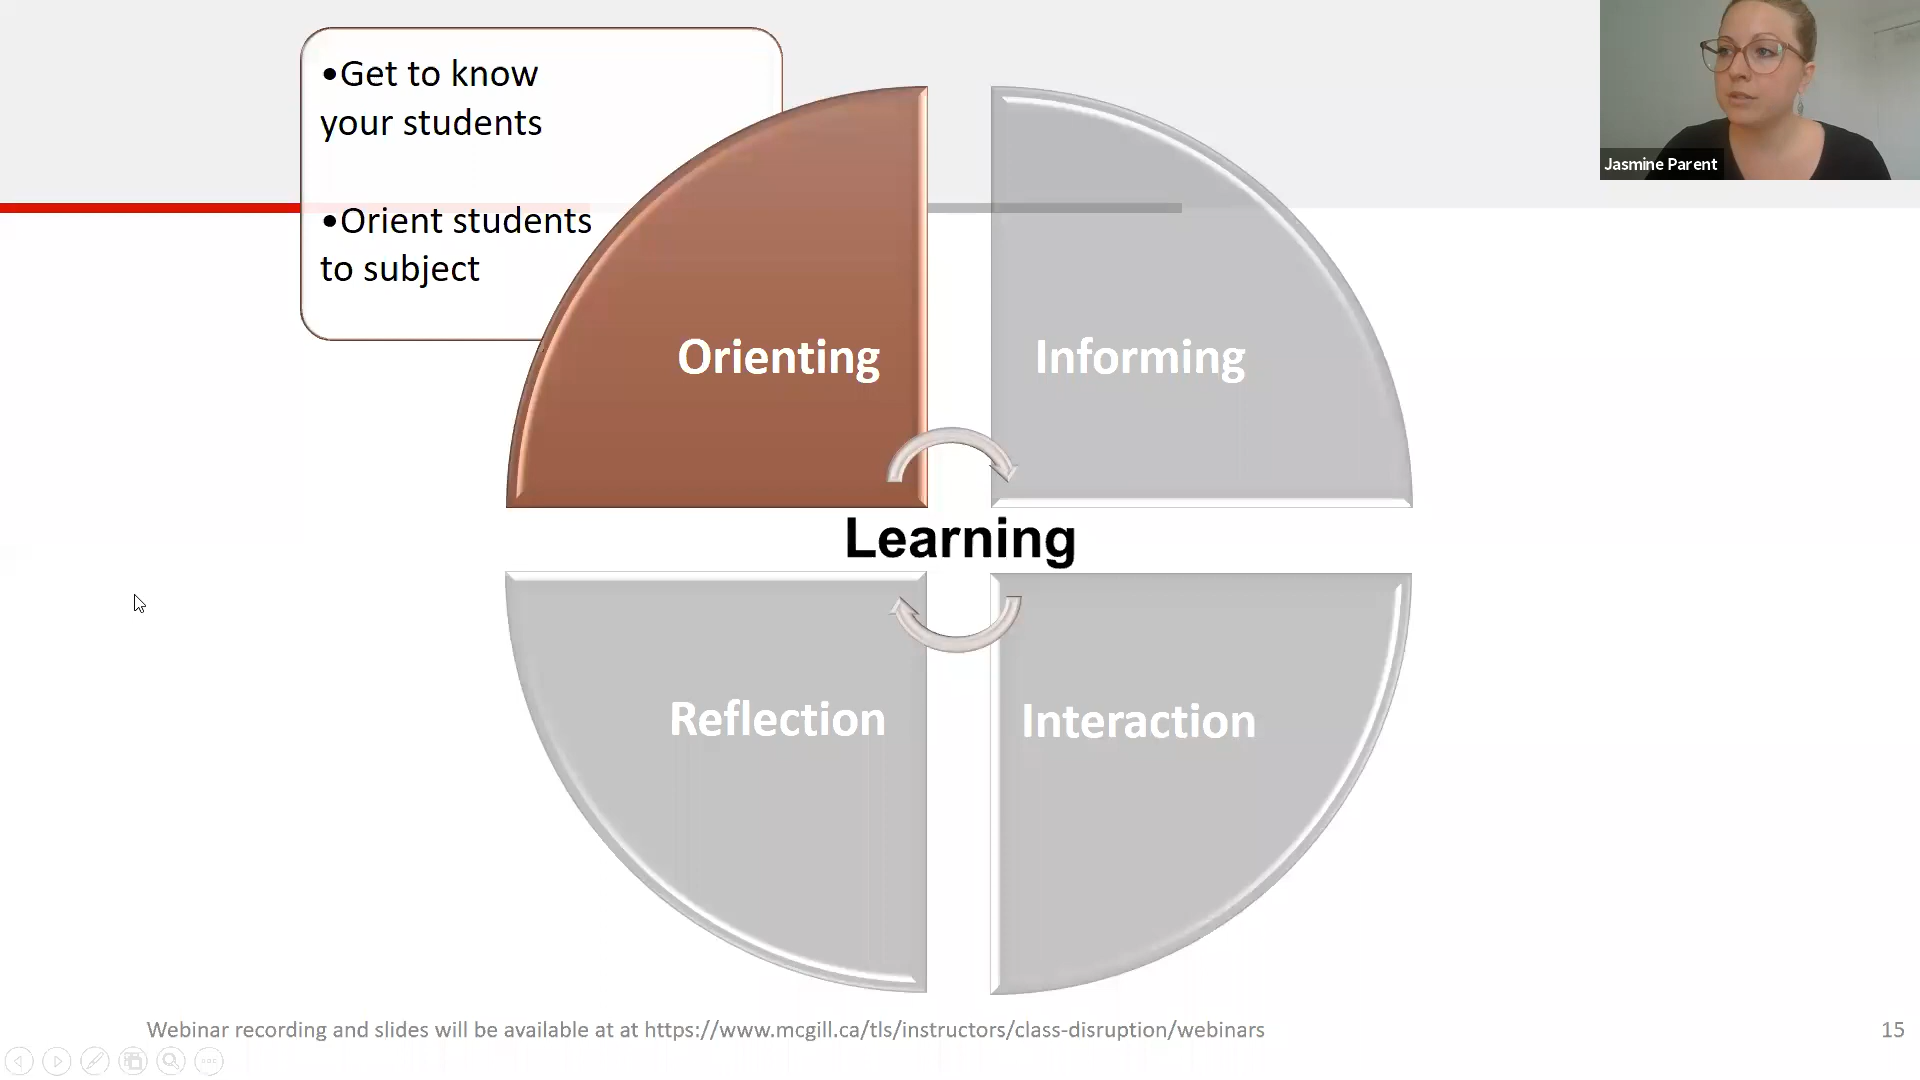 •Get to know
your students
•Orient students
to subject
Jasmine Parent
Orienting
Informing
Learning
Reflection
Interaction
Webinar recording and slides will be available at at https://www.mcgill.ca/tls/instructors/class-disruption/webinars
15